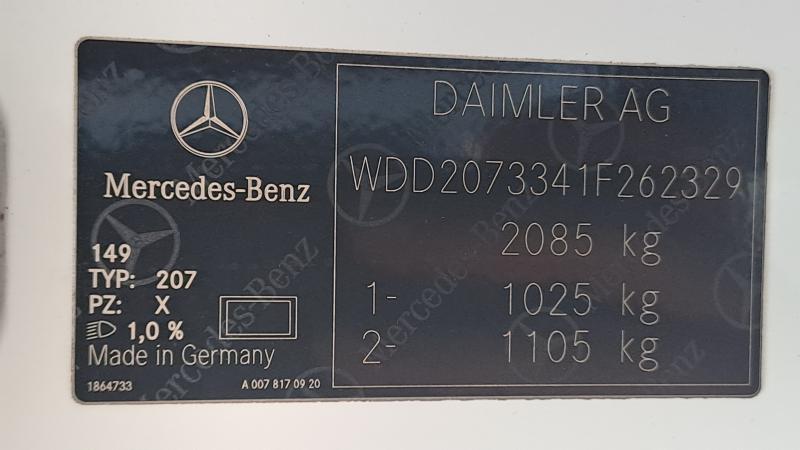 Mercedes-Benz
149
TYP: 207
PZ: X
1,0 %
Made in Germany
1864733
A 007 817 09 20
DAIMLER AG
WDD2073341F262329
2085 kg
1- 1025 kg
2- 1105 kg